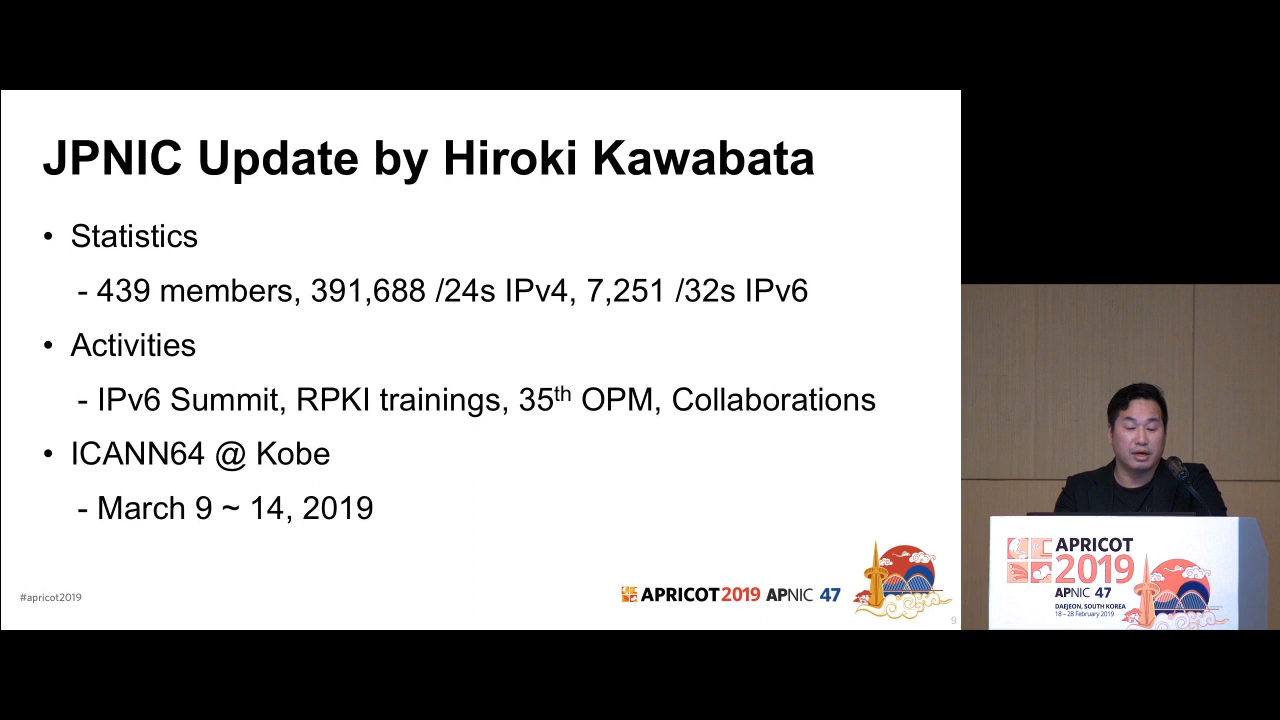 JPNIC Update by Hiroki Kawabata
• Statistics
- 439 members, 391,688 /24s IPv4, 7,251 /32s IPv6
• Activities
- IPv6 Summit, RPKI trainings, 35th OPM, Collaborations
• ICANN64 @ Kobe
- March 9 ~ 14, 2019
#apricot2019
APRICOT2019 APNIC 47
9
APRICOT
2019
APNIC 47
DAEJEON, SOUTH KOREA
18 – 28 February 2019